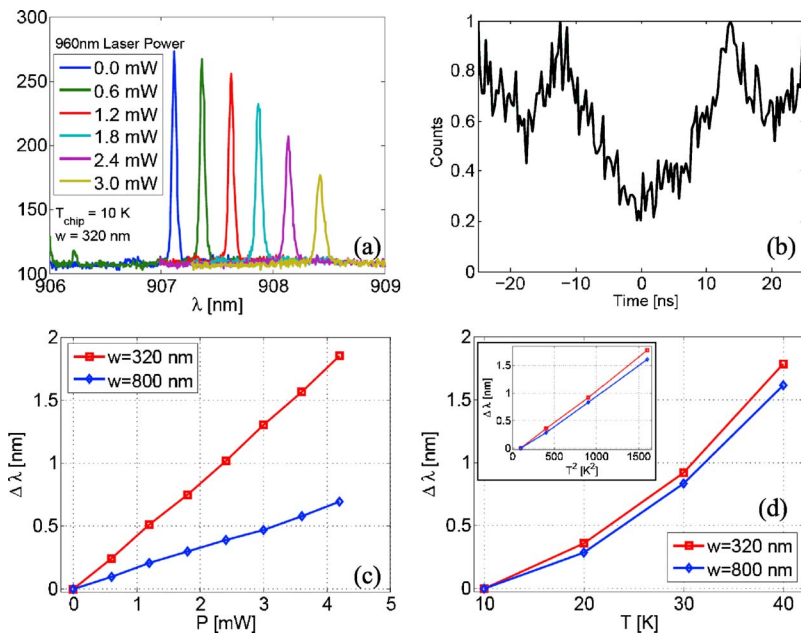 960nm Laser Power
0.0 mW
0.6 mW
1.2 mW
1.8 mW
2.4 mW
3.0 mW
T_chip = 10 K
w = 320 nm
300
250
200
150
100
906
907
908
909
λ [nm]
(a)
1
0.8
0.6
0.4
0.2
0
Counts
−20
−10
0
10
20
Time [ns]
(b)
2
1.5
1
0.5
0
Δ λ [nm]
w=320 nm
w=800 nm
0
1
2
3
4
5
P [mW]
(c)
2
1.5
1
0.5
0
Δ λ [nm]
1.5
1
0.5
0
Δ λ [nm]
500
1000
1500
T² [K²]
w=320 nm
w=800 nm
10
20
30
40
T [K]
(d)